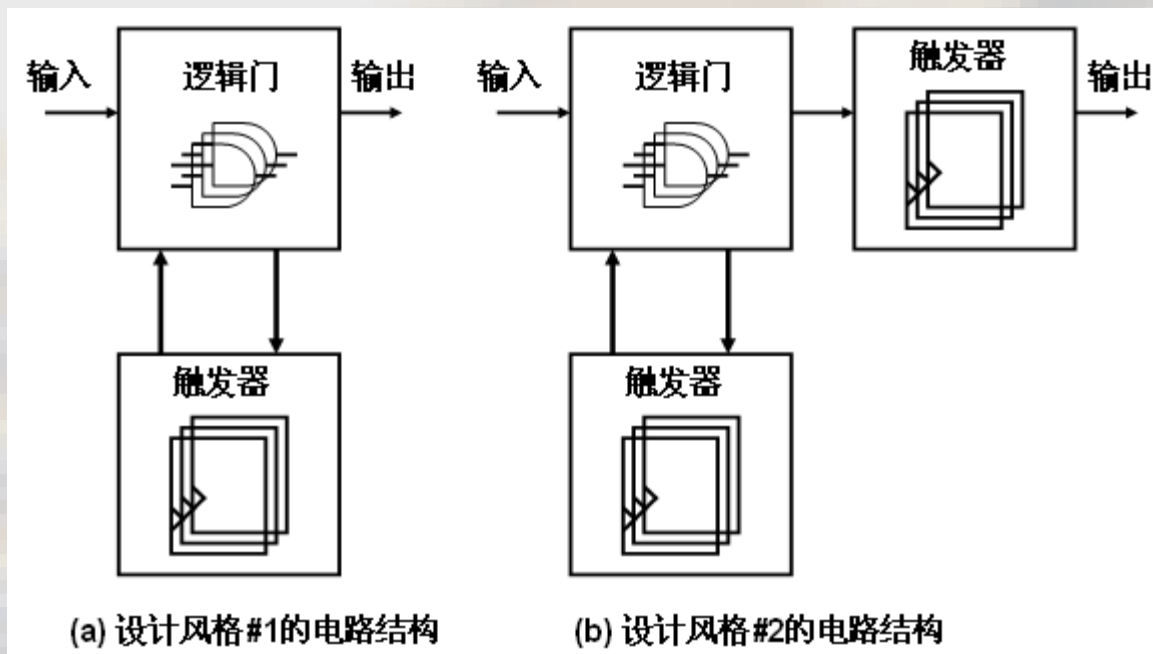 输入
逻辑门
输出
触发器
(a) 设计风格#1的电路结构
输入
逻辑门
触发器
输出
触发器
(b) 设计风格#2的电路结构